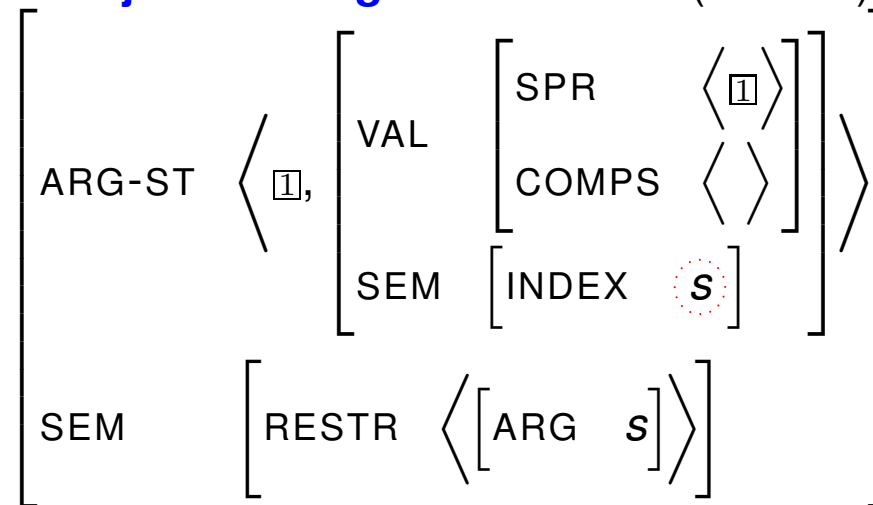 SPR ⟨ 1 ⟩
VAL
ARG-ST ⟨ 1, COMPS ⟨ ⟩ ⟩
SEM [INDEX s]
SEM [RESTR ⟨[ARG s]⟩]